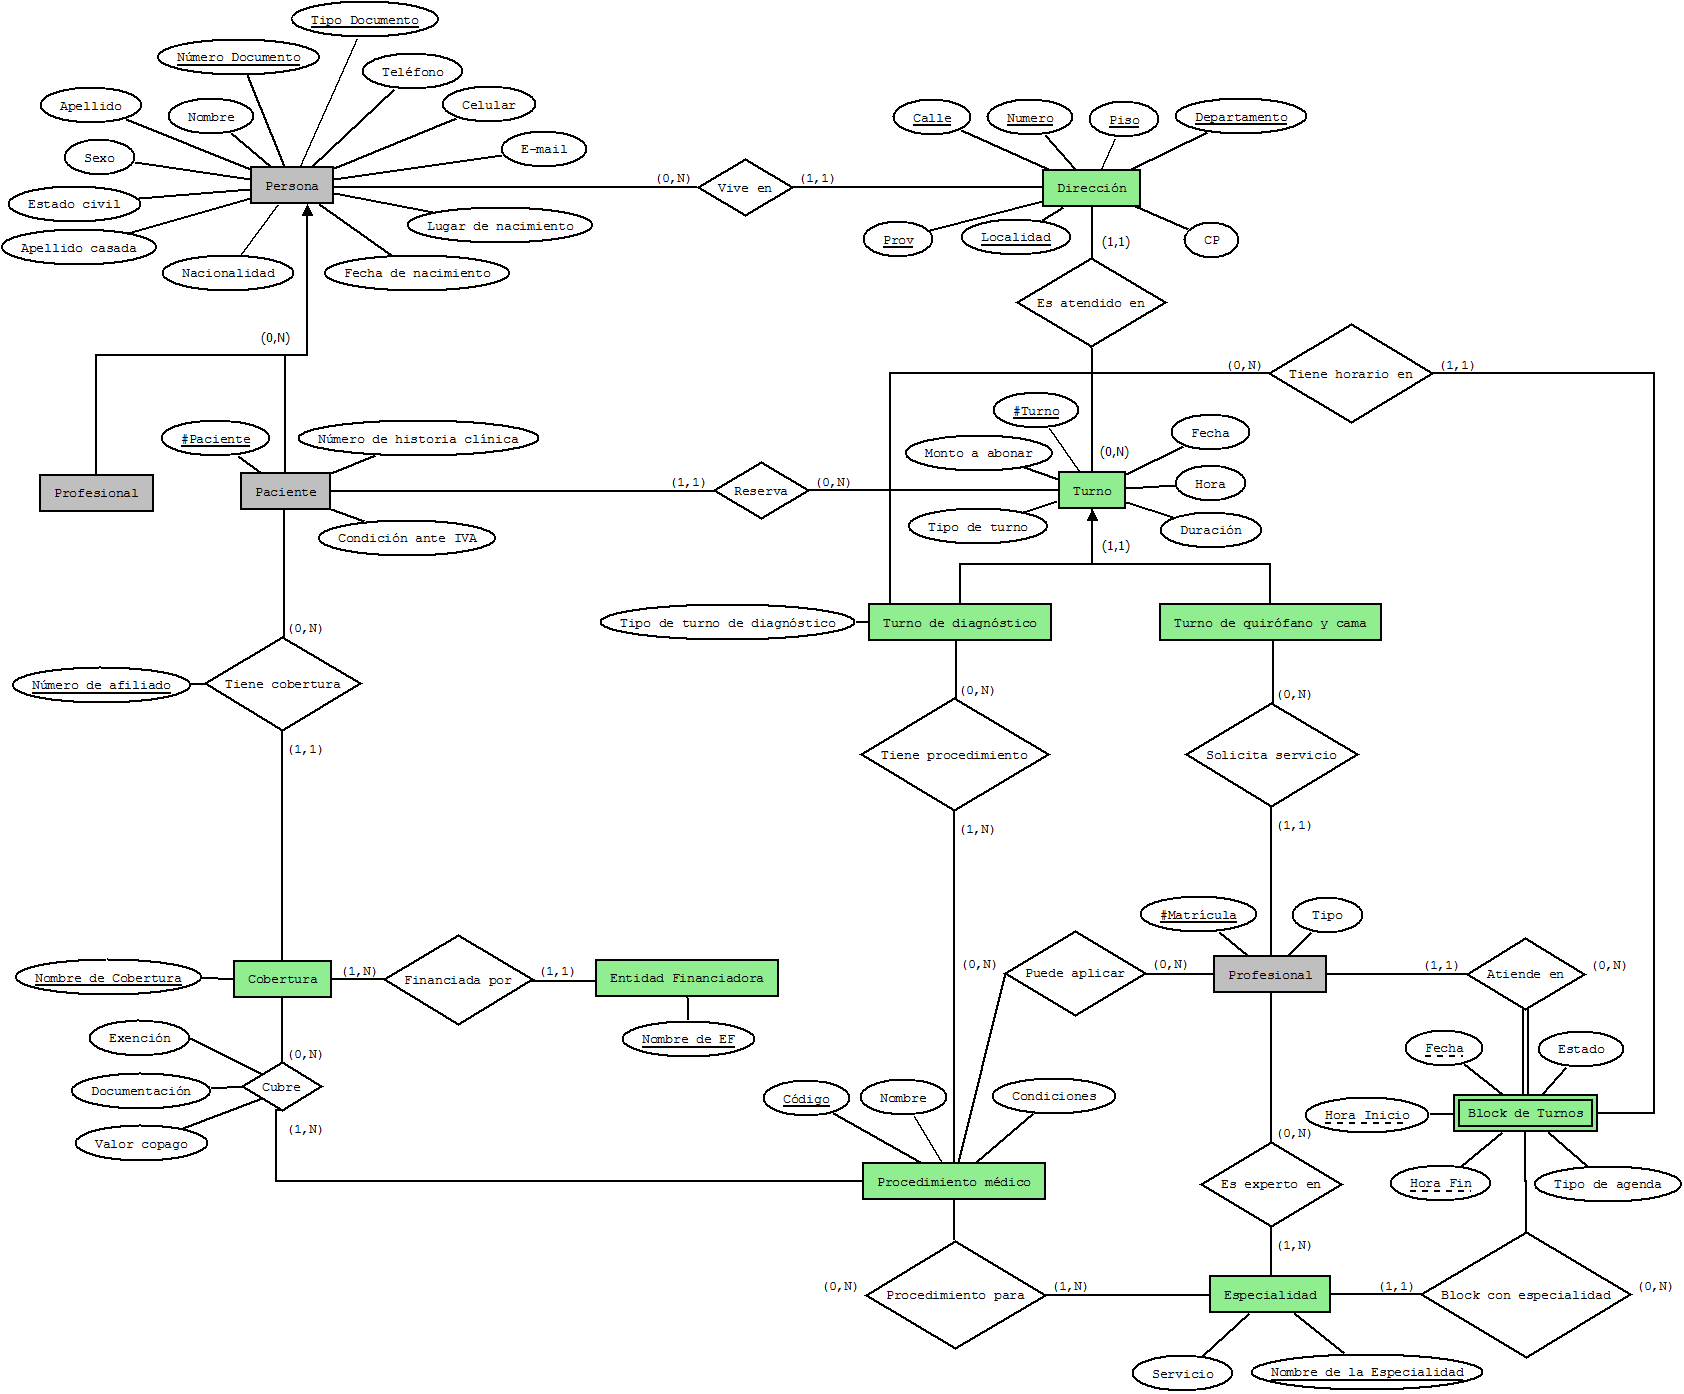 Tipo Documento
Número Documento
Teléfono
Apellido
Nombre
Celular
Sexo
E-mail
Persona
Estado civil
Apellido casada
Nacionalidad
Fecha de nacimiento
Lugar de nacimiento
(0,N)
Vive en
(1,1)
Calle
Numero
Piso
Departamento
Dirección
Prov
Localidad
CP
(1,1)
Es atendido en
(0,N)
(0,N)
Tiene horario en
(1,1)
#Paciente
Número de historia clínica
Profesional
Paciente
Condición ante IVA
(1,1)
Reserva
(0,N)
#Turno
(0,N)
Fecha
Monto a abonar
Turno
Hora
Tipo de turno
Duración
(1,1)
Tipo de turno de diagnóstico
Turno de diagnóstico
Turno de quirófano y cama
(0,N)
Número de afiliado
Tiene cobertura
(1,1)
(0,N)
Tiene procedimiento
(1,N)
(0,N)
Solicita servicio
(1,1)
#Matrícula
Tipo
Nombre de Cobertura
Cobertura
(1,N)
Financiada por
(1,1)
Entidad Financiadora
Nombre de EF
(0,N)
Puede aplicar
(0,N)
Profesional
(1,1)
Atiende en
(0,N)
Exención
(0,N)
Documentación
Cubre
Valor copago
(1,N)
Código
Nombre
Condiciones
Procedimiento médico
Fecha
Estado
Hora Inicio
Block de Turnos
Hora Fin
Tipo de agenda
(0,N)
Es experto en
(1,N)
(0,N)
Procedimiento para
(1,N)
Especialidad
(1,1)
Block con especialidad
(0,N)
Servicio
Nombre de la Especialidad